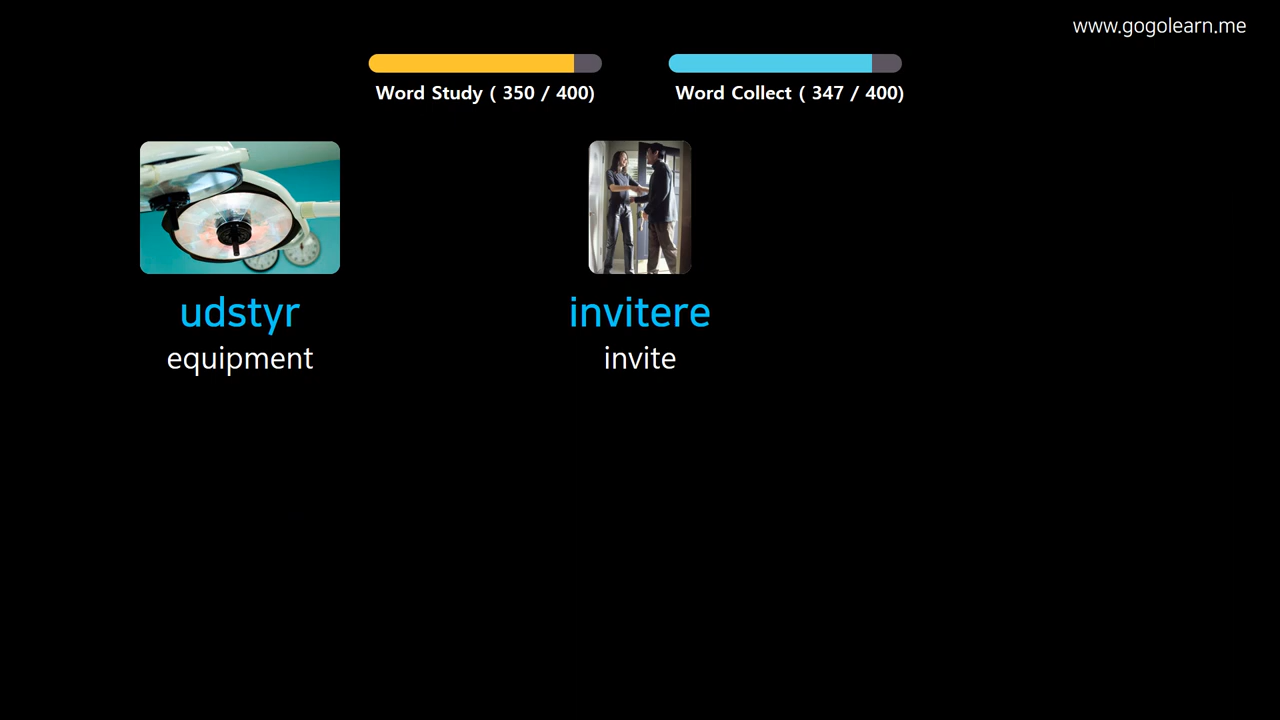 www.gogolearn.me
Word Study ( 350 / 400)
Word Collect ( 347 / 400)
udstyr
equipment
invitere
invite